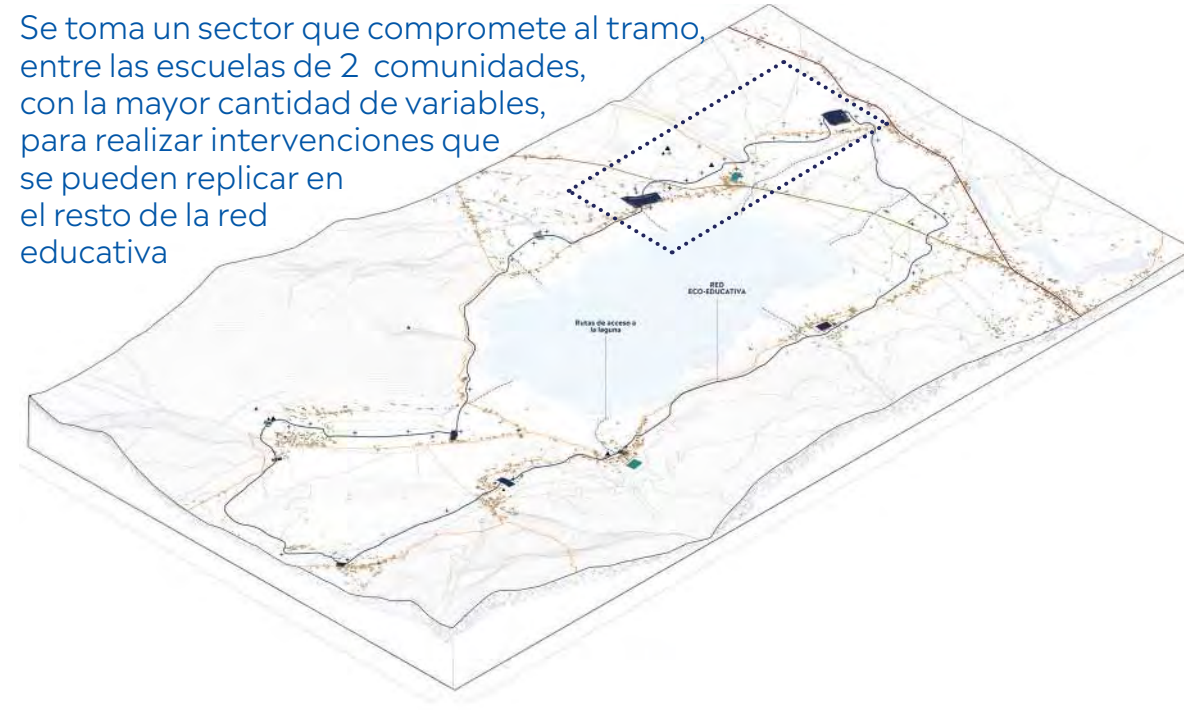 Se toma un sector que compromete al tramo,
entre las escuelas de 2 comunidades,
con la mayor cantidad de variables,
para realizar intervenciones que
se pueden replicar en
el resto de la red
educativa
RED
ECO-EDUCATIVA
Rutas de acceso a
la laguna